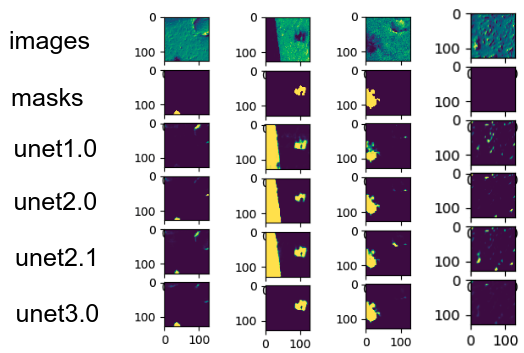 images 0 100 0 100 0 100 0 100
masks 0 100 0 100 0 100 0 100
unet1.0 0 100 0 100 0 100 0 100
unet2.0 0 100 0 100 0 100 0 100
unet2.1 0 100 0 100 0 100 0 100
unet3.0 0 100 0 100 0 100 0 100
0 100 0 100 0 100 0 100